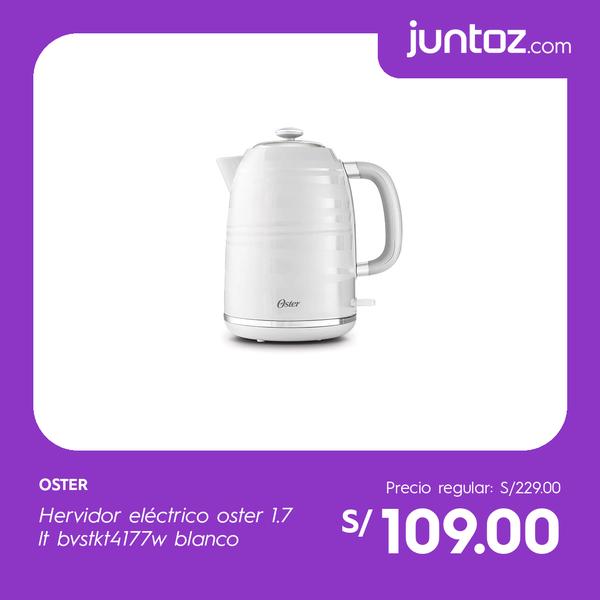 juntoz.com
Oster
OSTER
Hervidor eléctrico oster 1.7
lt bvstkt4177w blanco
Precio regular: S/229.00
S/109.00